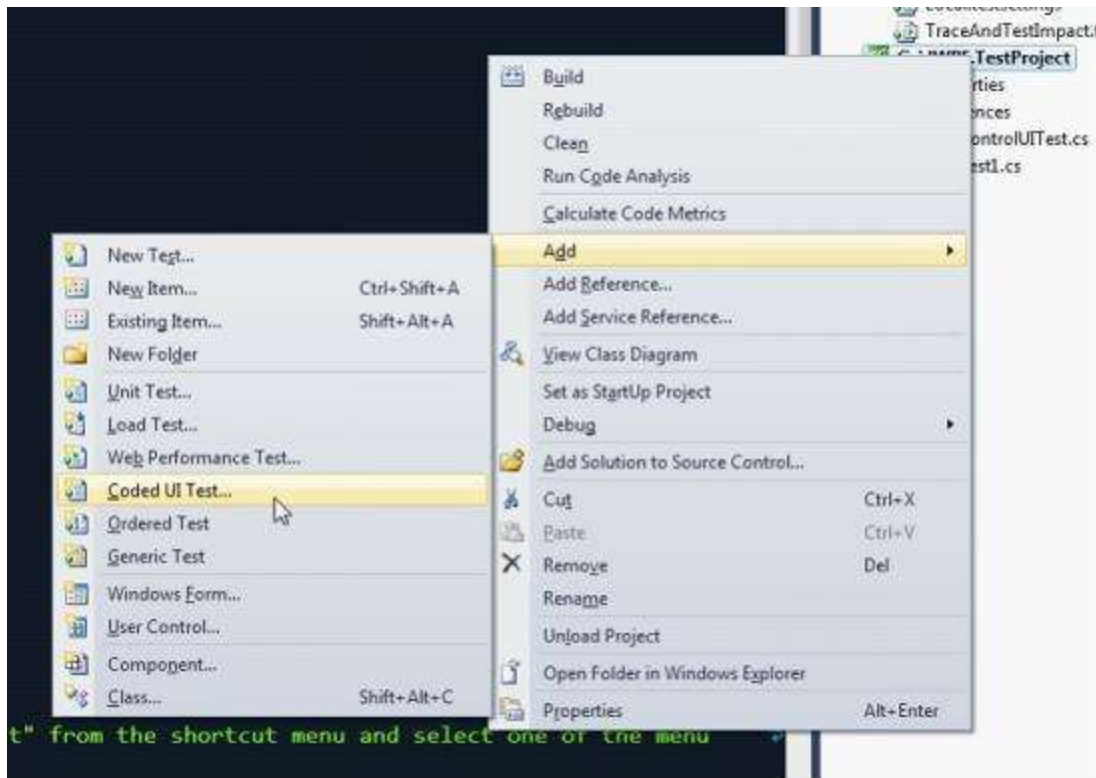 TraceAndTestImpact.
.TestProject
rties
ences
ontrolUITest.cs
est1.cs
Build
Rebuild
Clean
Run Code Analysis
Calculate Code Metrics
Add
Add Reference...
Add Service Reference...
View Class Diagram
Set as StartUp Project
Debug
Add Solution to Source Control...
Cut Ctrl+X
Paste Ctrl+V
Remove Del
Rename
Unload Project
Open Folder in Windows Explorer
Properties Alt+Enter
New Test...
New Item... Ctrl+Shift+A
Existing Item... Shift+Alt+A
New Folder
Unit Test...
Load Test...
Web Performance Test...
Coded UI Test...
Ordered Test
Generic Test
Windows Form...
User Control...
Component...
Class... Shift+Alt+C
t" from the shortcut menu and select one of the menu